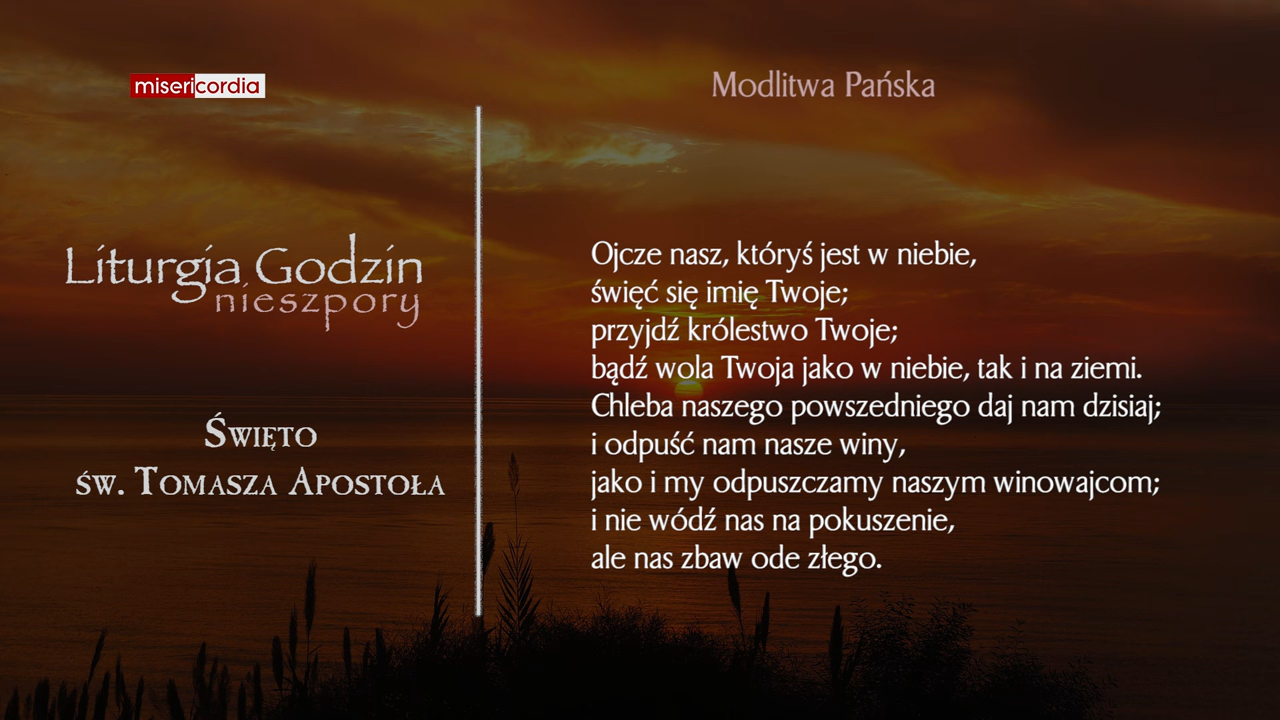 misericordia
Liturgia Godzin
nieszpory
Święto
św. Tomasza Apostoła
Modlitwa Pańska
Ojcze nasz, któryś jest w niebie,
święć się imię Twoje;
przyjdź królestwo Twoje;
bądź wola Twoja jako w niebie, tak i na ziemi.
Chleba naszego powszedniego daj nam dzisiaj;
i odpuść nam nasze winy,
jako i my odpuszczamy naszym winowajcom;
i nie wódź nas na pokuszenie,
ale nas zbaw ode złego.